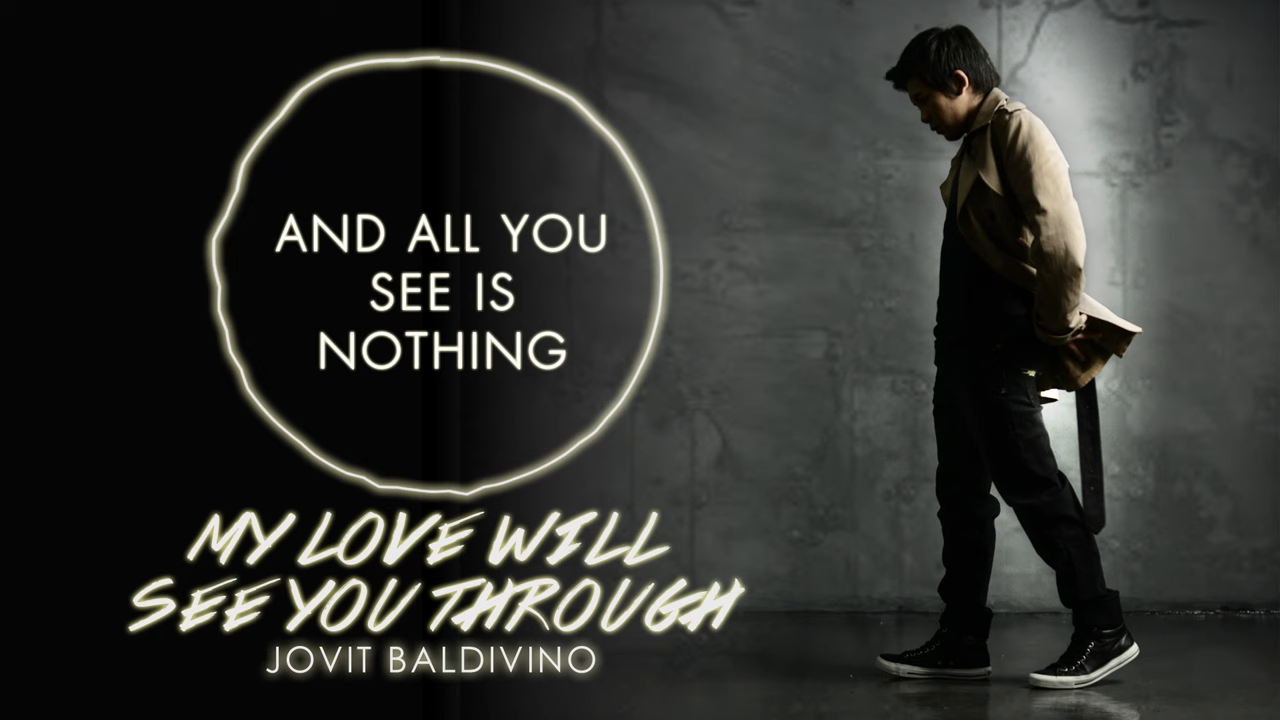 AND ALL YOU
SEE IS
NOTHING
MY LOVE WILL
SEE YOU THROUGH
JOVIT BALDIVINO